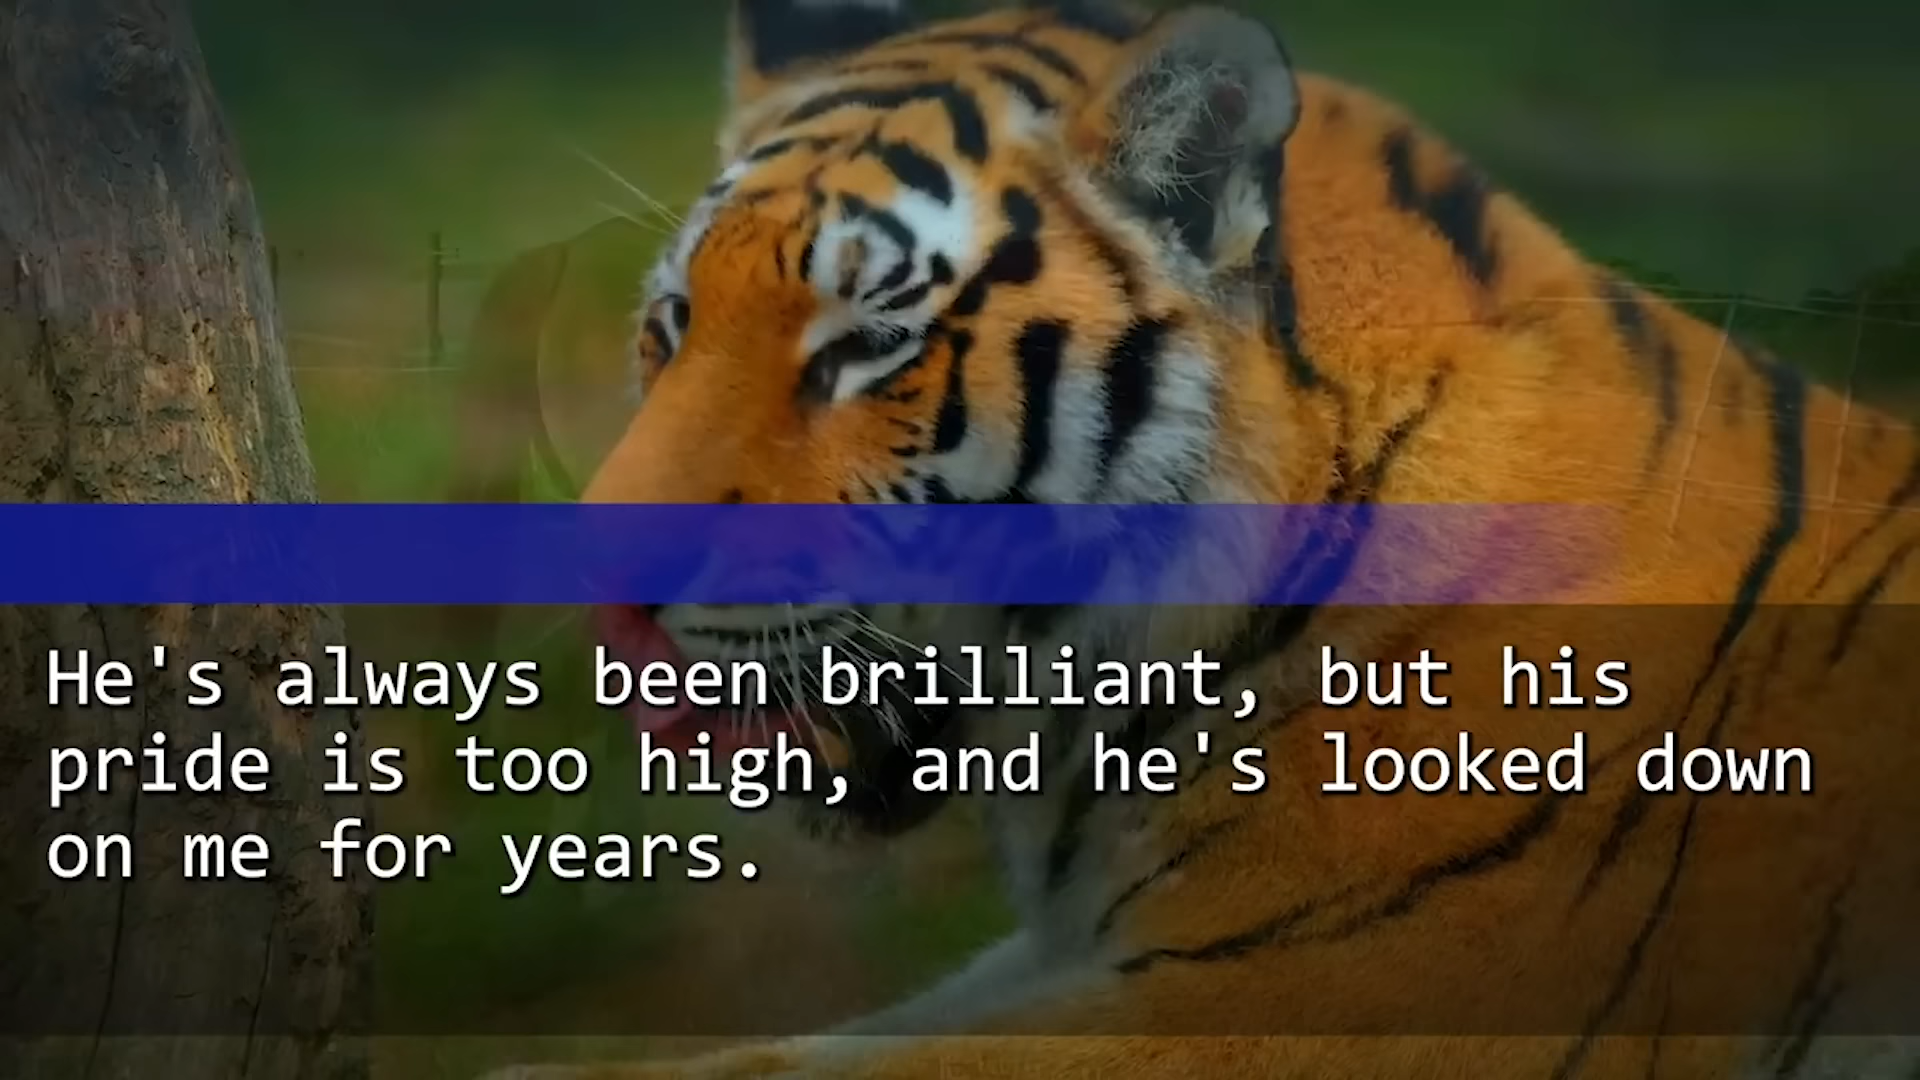 He's always been brilliant, but his
pride is too high, and he's looked down
on me for years.